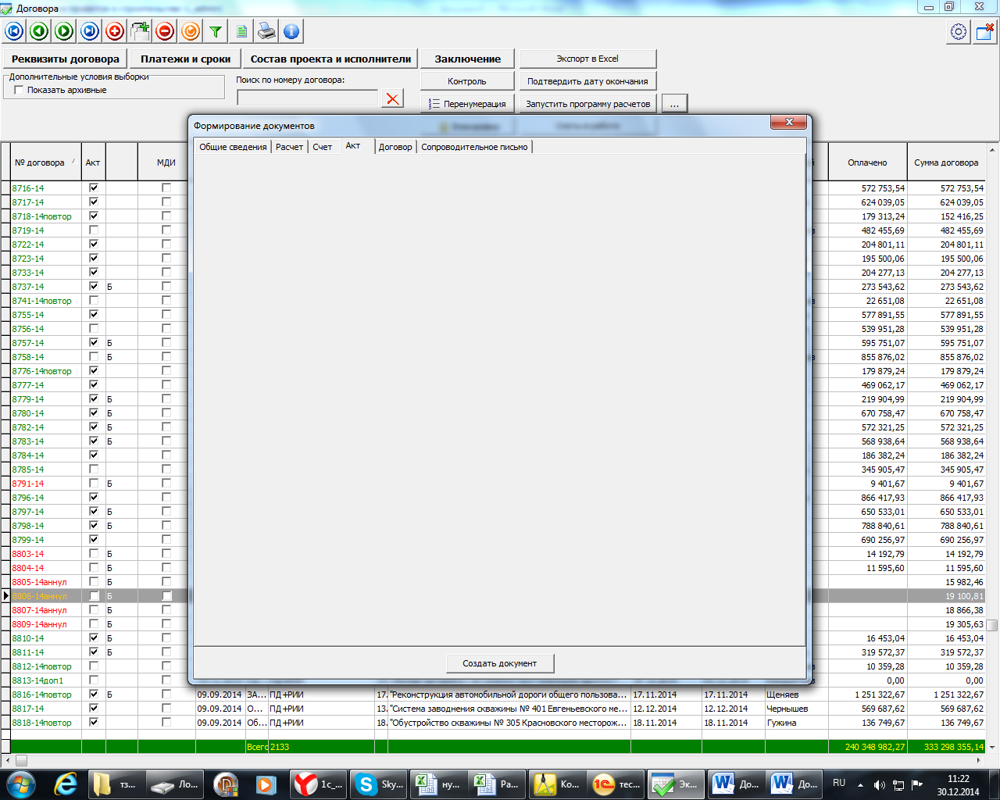 Договора
Реквизиты договора Платежи и сроки Состав проекта и исполнители Заключение Экспорт в Excel
Дополнительные условия выборки
Показать архивные
Поиск по номеру договора:
Контроль Подтвердить дату окончания
Перенумерация Запустить программу расчетов ...
Формирование документов
Общие сведения Расчет Счет Акт Договор Сопроводительное письмо
Создать документ
№ договора Акт МДИ Оплачено Сумма договора
8716-14 572 753,54 572 753,54
8717-14 624 039,05 624 039,05
8718-14повтор 179 313,24 152 416,25
8719-14 482 455,69 482 455,69
8722-14 204 801,11 204 801,11
8723-14 195 500,06 195 500,06
8733-14 204 277,13 204 277,13
8737-14 Б 273 543,62 273 543,62
8741-14повтор 22 651,08 22 651,08
8755-14 577 891,55 577 891,55
8756-14 539 951,28 539 951,28
8757-14 Б 595 751,07 595 751,07
8758-14 Б 855 876,02 855 876,02
8776-14повтор 179 879,24 179 879,24
8777-14 469 062,17 469 062,17
8779-14 Б 219 904,99 219 904,99
8780-14 Б 670 758,47 670 758,47
8782-14 Б 572 321,25 572 321,25
8783-14 Б 568 938,64 568 938,64
8784-14 186 382,24 186 382,24
8785-14 345 905,47 345 905,47
8791-14 Б 9 401,67 9 401,67
8796-14 866 417,93 866 417,93
8797-14 Б 650 533,01 650 533,01
8798-14 Б 788 840,61 788 840,61
8799-14 690 256,97 690 256,97
8803-14 Б 14 192,79 14 192,79
8804-14 Б 11 595,60 11 595,60
8805-14аннул Б 15 982,46
8806-14аннул Б 19 100,81
8807-14аннул Б 18 866,38
8809-14аннул Б 19 305,63
8810-14 Б 16 453,04 16 453,04
8811-14 Б 319 572,37 319 572,37
8812-14повтор 10 359,28 10 359,28
8813-14доп1 0,00 0,00
8816-14повтор Б 09.09.2014 ЗА... ПД+РИИ 17. "Реконструкция автомобильной дороги общего пользова... 17.11.2014 17.11.2014 Щеняев 1 251 322,67 1 251 322,67
8817-14 09.09.2014 О... ПД+РИИ 13. "Система заводнения скважины № 401 Евгеньевского ме... 12.12.2014 12.12.2014 Чернышев 569 687,62 569 687,62
8818-14повтор 09.09.2014 Об... ПД+РИИ 18. "Обустройство скважины № 305 Красновского месторож... 18.11.2014 18.11.2014 Гужина 136 749,67 136 749,67
Всего 2133 240 348 982,27 333 298 355,14
тз... Ло... 1с_... Sky... ну... Ра... Ко... тес... Эк... До... До... RU 11:22
30.12.2014